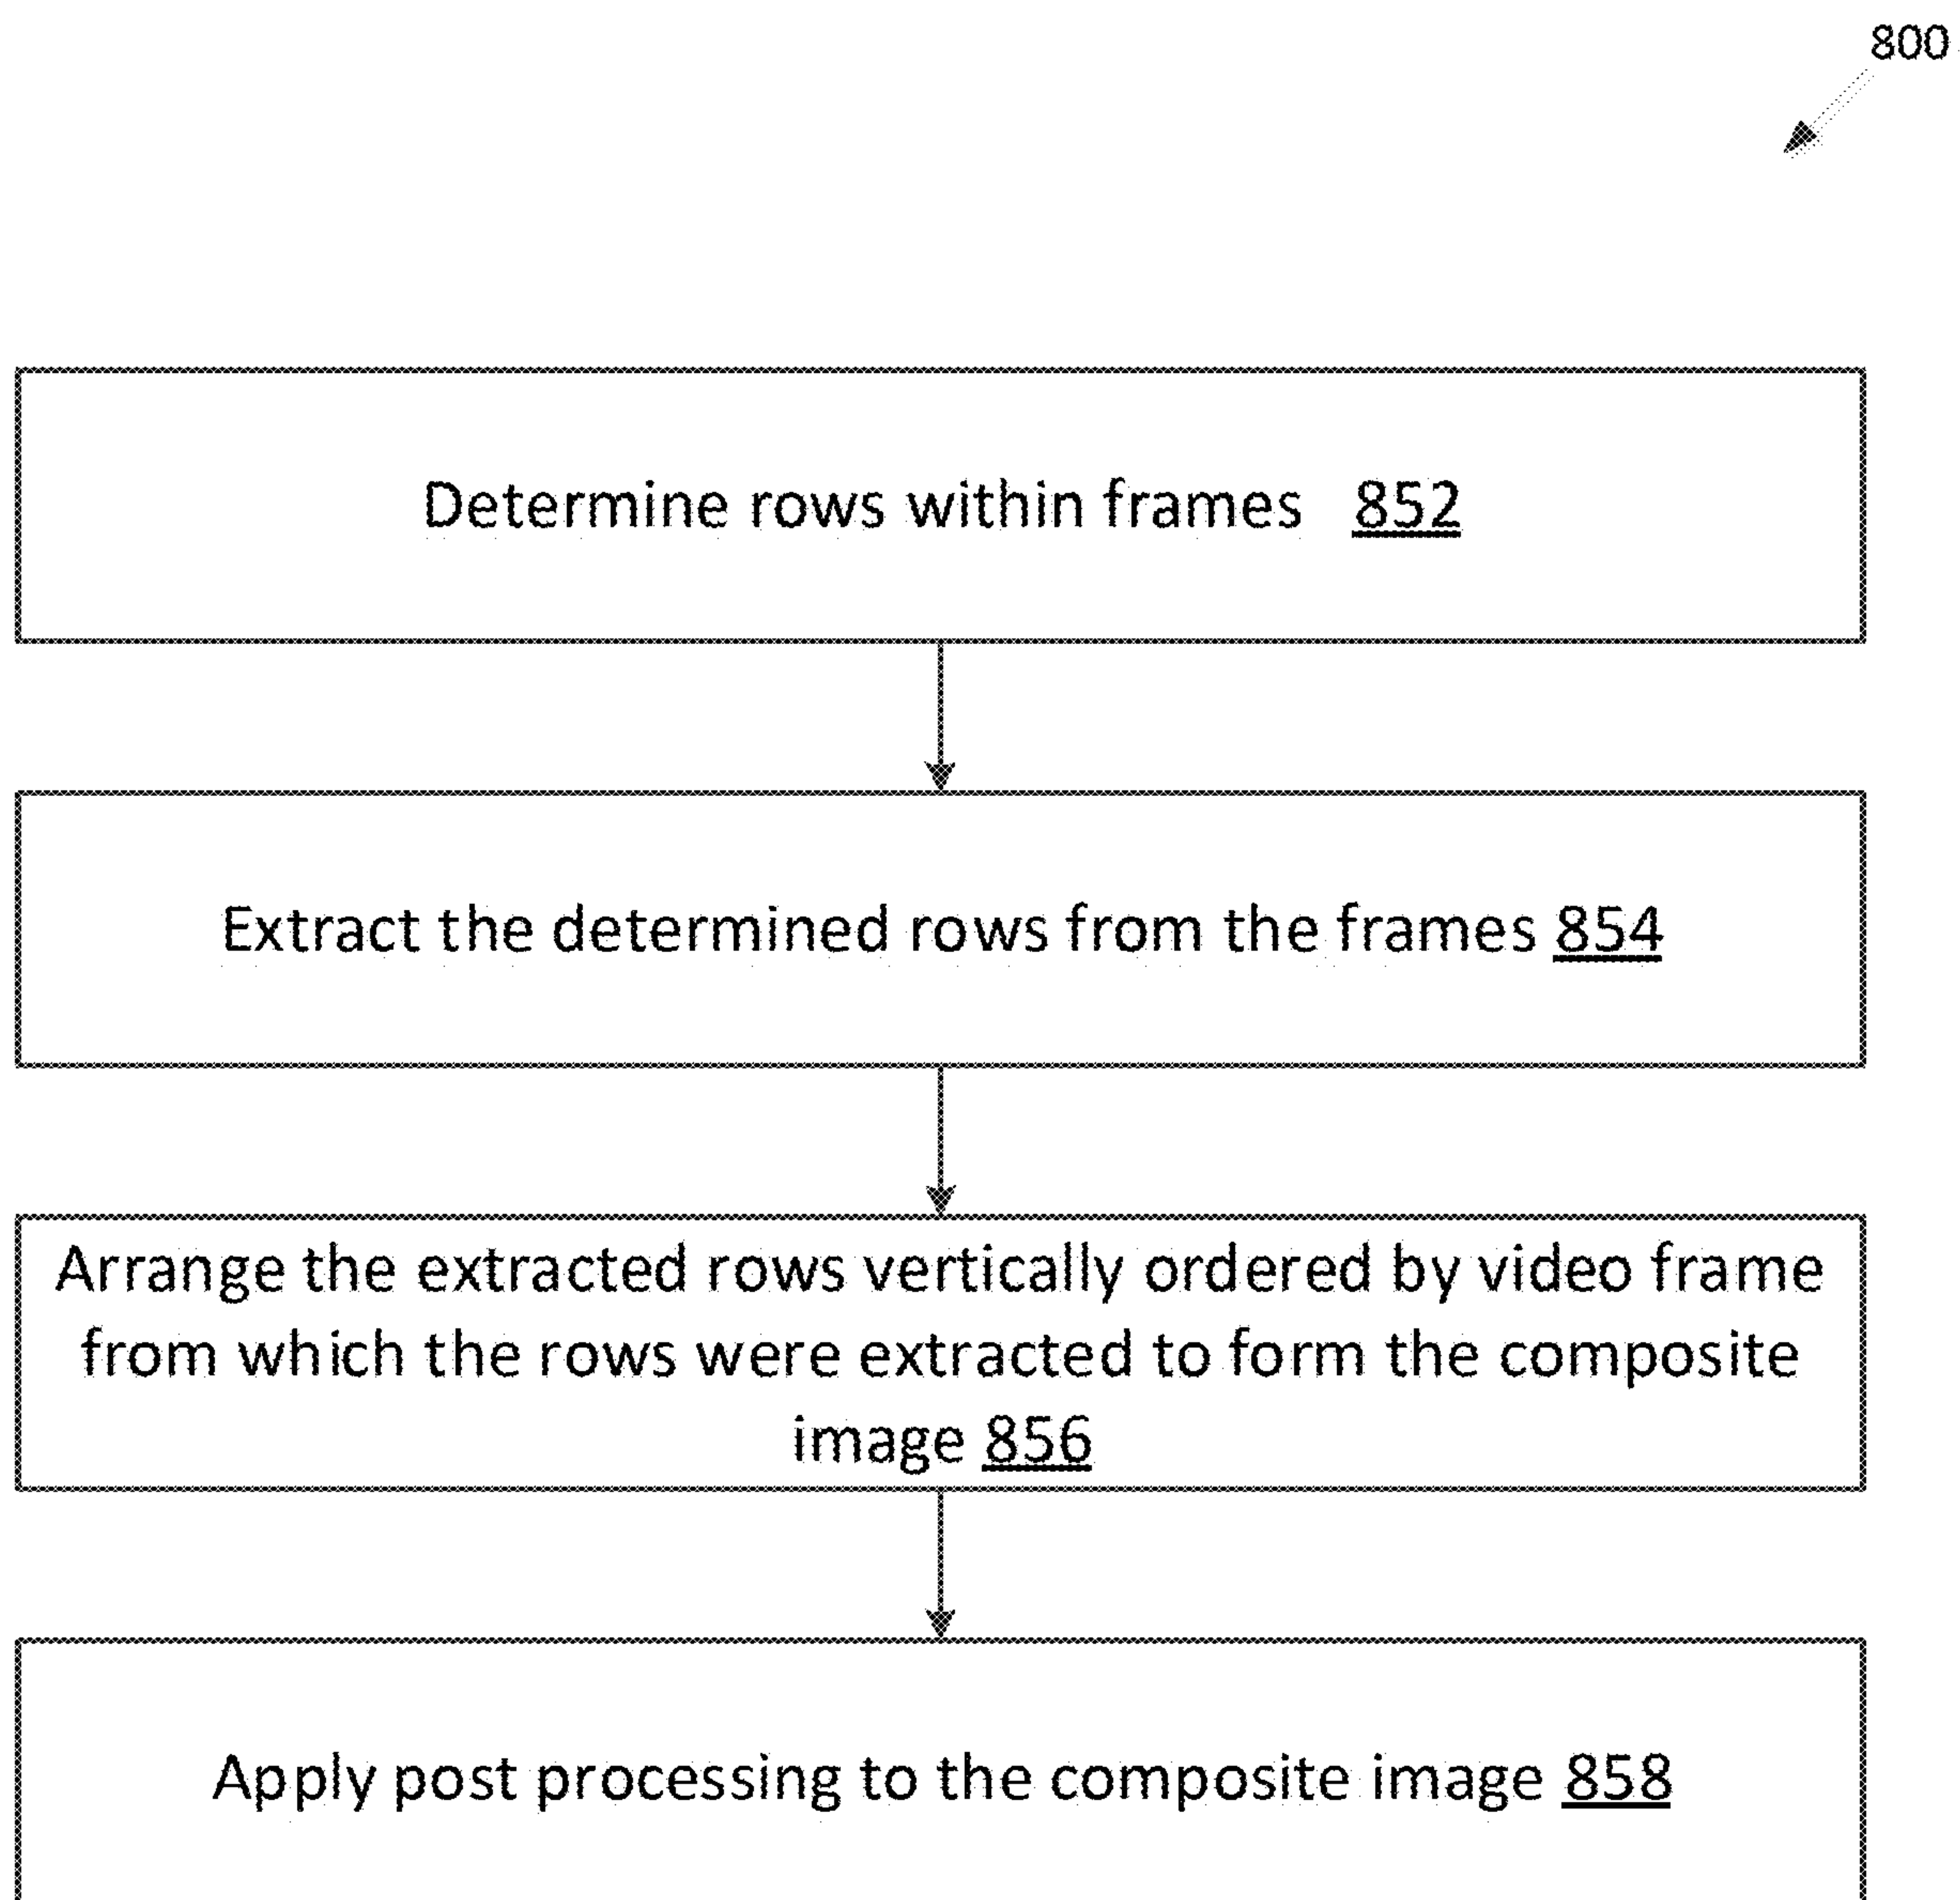 800
Determine rows within frames 852
Extract the determined rows from the frames 854
Arrange the extracted rows vertically ordered by video frame
from which the rows were extracted to form the composite
image 856
Apply post processing to the composite image 858